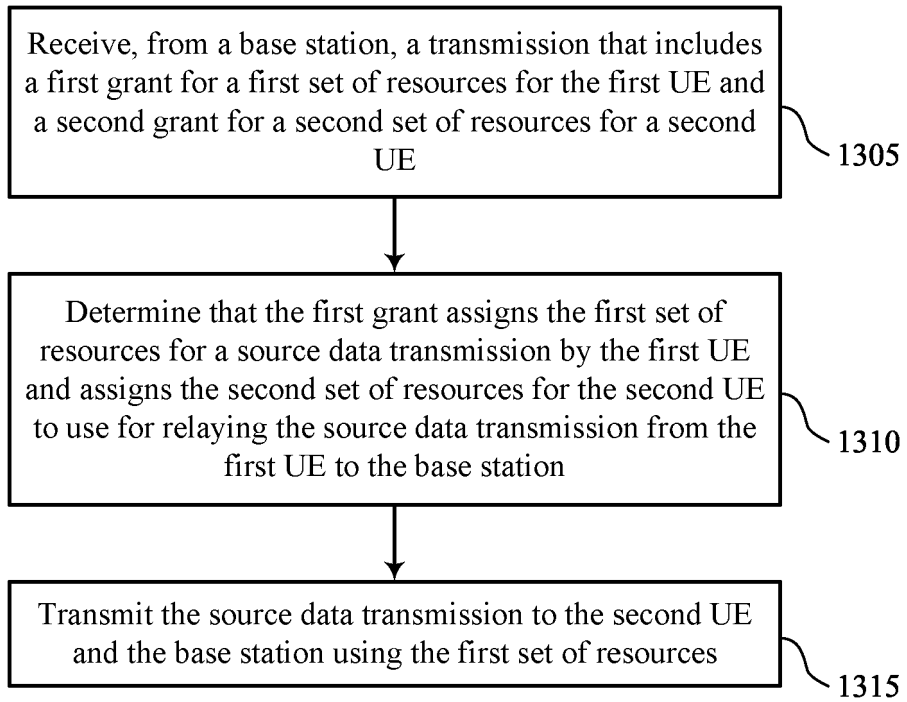 Receive, from a base station, a transmission that includes
a first grant for a first set of resources for the first UE and
a second grant for a second set of resources for a second
UE
1305
Determine that the first grant assigns the first set of
resources for a source data transmission by the first UE
and assigns the second set of resources for the second UE
to use for relaying the source data transmission from the
first UE to the base station
1310
Transmit the source data transmission to the second UE
and the base station using the first set of resources
1315